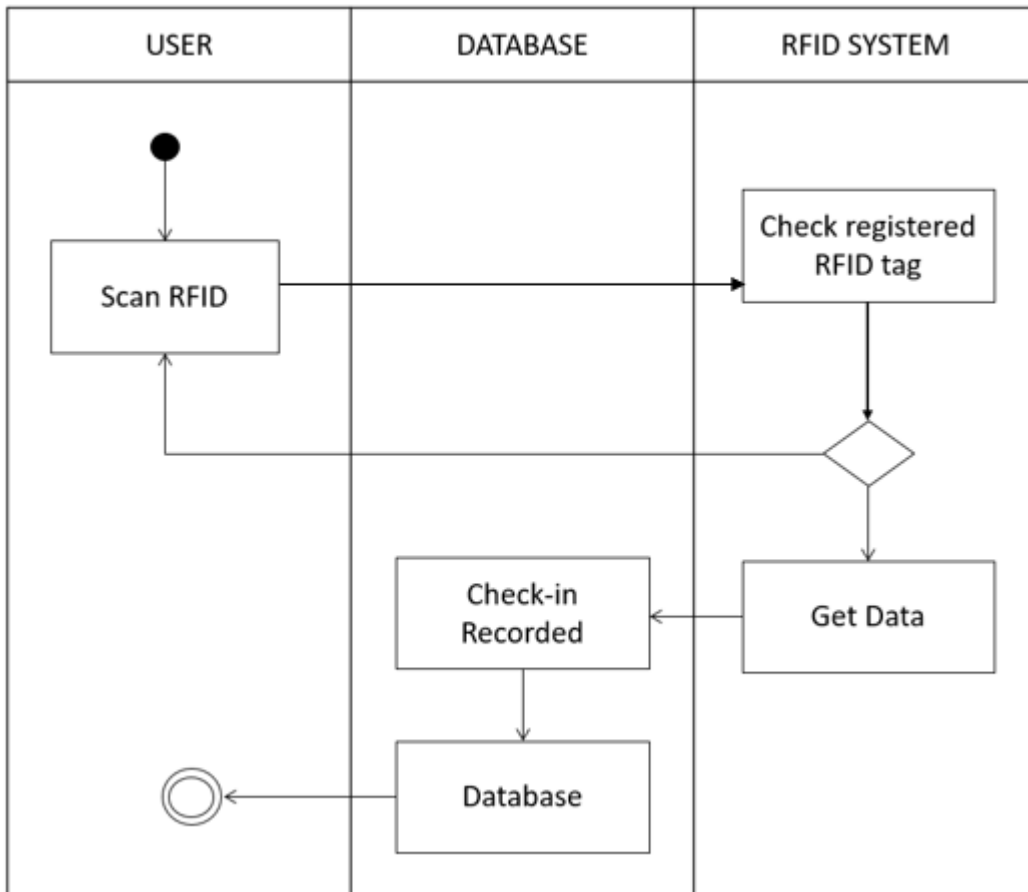 USER
DATABASE
RFID SYSTEM
Check registered
RFID tag
Scan RFID
Check-in
Recorded
Get Data
Database